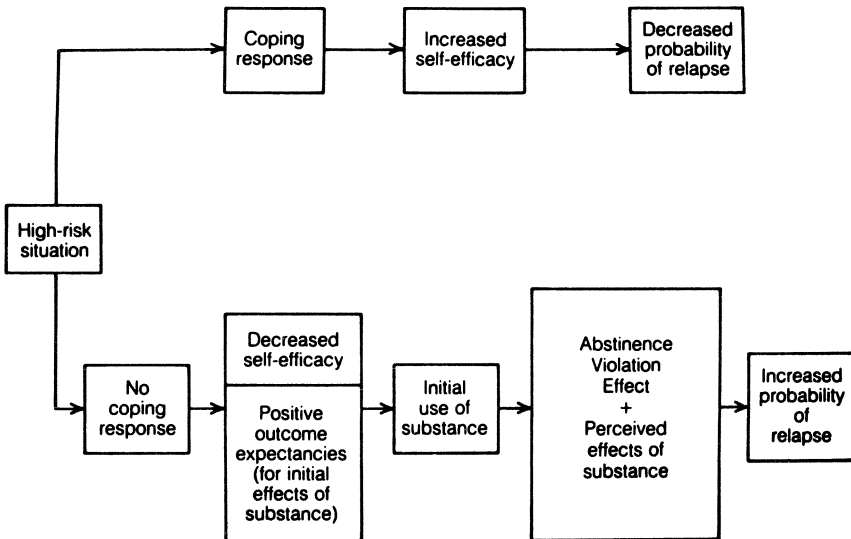 Coping
response
Increased
self-efficacy
Decreased
probability
of relapse
High-risk
situation
No
coping
response
Decreased
self-efficacy
Positive
outcome
expectancies
(for initial
effects of
substance)
Initial
use of
substance
Abstinence
Violation
Effect
+
Perceived
effects of
substance
Increased
probability
of
relapse